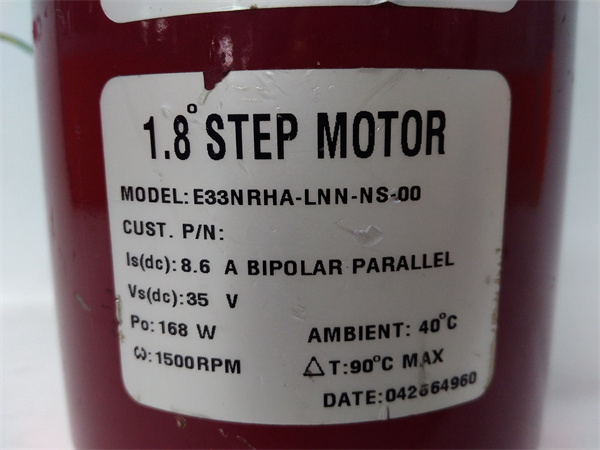 1.8° STEP MOTOR
MODEL: E33NRHA-LNN-NS-00
CUST. P/N:
Is(dc): 8.6 A BIPOLAR PARALLEL
Vs(dc): 35 V
Po: 168 W AMBIENT: 40°C
ω: 1500RPM △T: 90°C MAX
DATE: 042664960